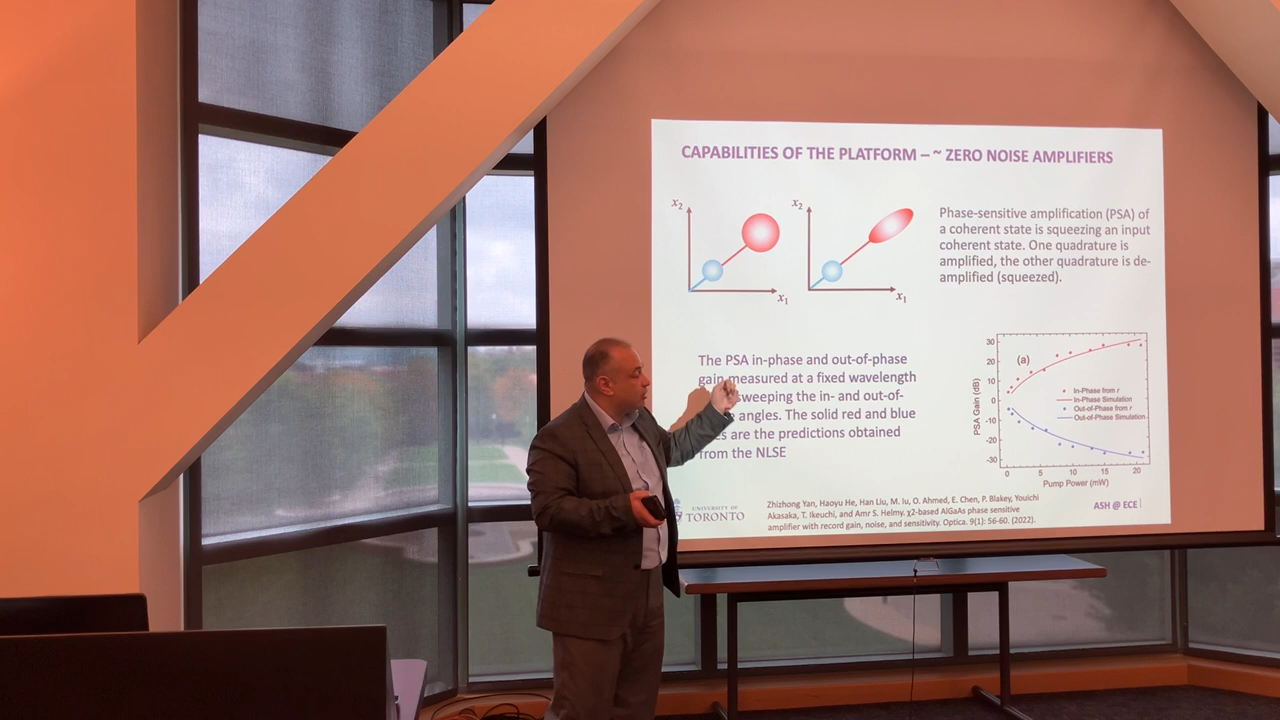 CAPABILITIES OF THE PLATFORM – ~ ZERO NOISE AMPLIFIERS
x2
x1
x2
x1
Phase-sensitive amplification (PSA) of
a coherent state is squeezing an input
coherent state. One quadrature is
amplified, the other quadrature is de-
amplified (squeezed).
The PSA in-phase and out-of-phase
gain measured at a fixed wavelength
sweeping the in- and out-of-
angles. The solid red and blue
are the predictions obtained
from the NLSE
PSA Gain (dB)
30
20
10
0
-10
-20
-30
(a)
In-Phase from r
In-Phase Simulation
Out-of-Phase from r
Out-of-Phase Simulation
0
5
10
15
20
Pump Power (mW)
UNIVERSITY OF
TORONTO
Zhizhong Yan, Haoyu He, Han Liu, M. Iu, O. Ahmed, E. Chen, P. Blakey, Youichi
Akasaka, T. Ikeuchi, and Amr S. Helmy. χ2-based AlGaAs phase sensitive
amplifier with record gain, noise, and sensitivity. Optica. 9(1): 56-60. (2022).
ASH @ ECE |